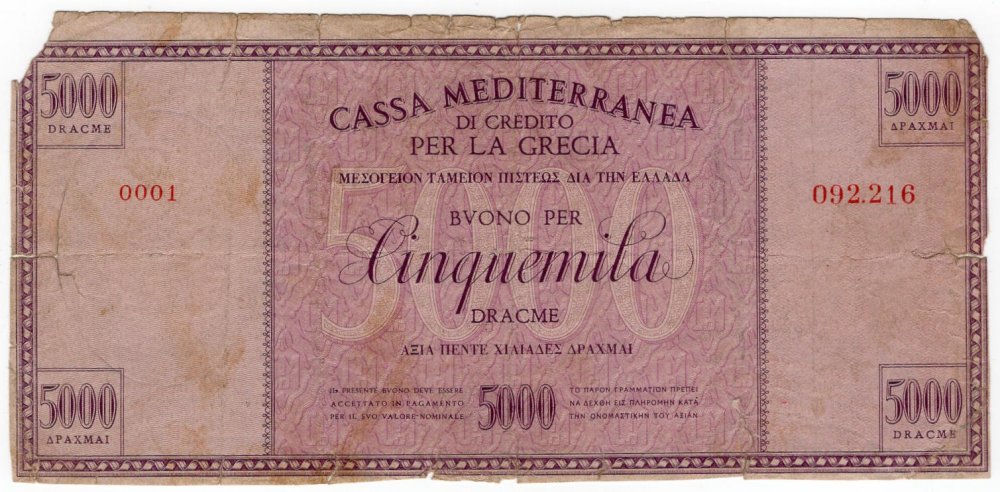 5000
DRACME
5000
ΔΡΑΧΜΑΙ
CASSA MEDITERRANEA
DI CREDITO
PER LA GRECIA
ΜΕΣΟΓΕΙΟΝ ΤΑΜΕΙΟΝ ΠΙΣΤΕΩΣ ΔΙΑ ΤΗΝ ΕΛΛΑΔΑ
0001
092.216
5000
BVONO PER
Cinquemila
DRACME
ΑΞΙΑ ΠΕΝΤΕ ΧΙΛΙΑΔΕΣ ΔΡΑΧΜΑΙ
IL PRESENTE BVONO DEVE ESSERE
ACCETTATO IN PAGAMENTO
PER IL SVO VALORE NOMINALE
5000
ΤΟ ΠΑΡΟΝ ΓΡΑΜΜΑΤΙΟΝ ΠΡΕΠΕΙ
ΝΑ ΔΕΧΘΗ ΕΙΣ ΠΛΗΡΟΜΗΝ ΚΑΤΑ
ΤΗΝ ΟΝΟΜΑΣΤΙΚΗΝ ΤΟΥ ΑΞΙΑΝ
5000
ΔΡΑΧΜΑΙ
5000
DRACME